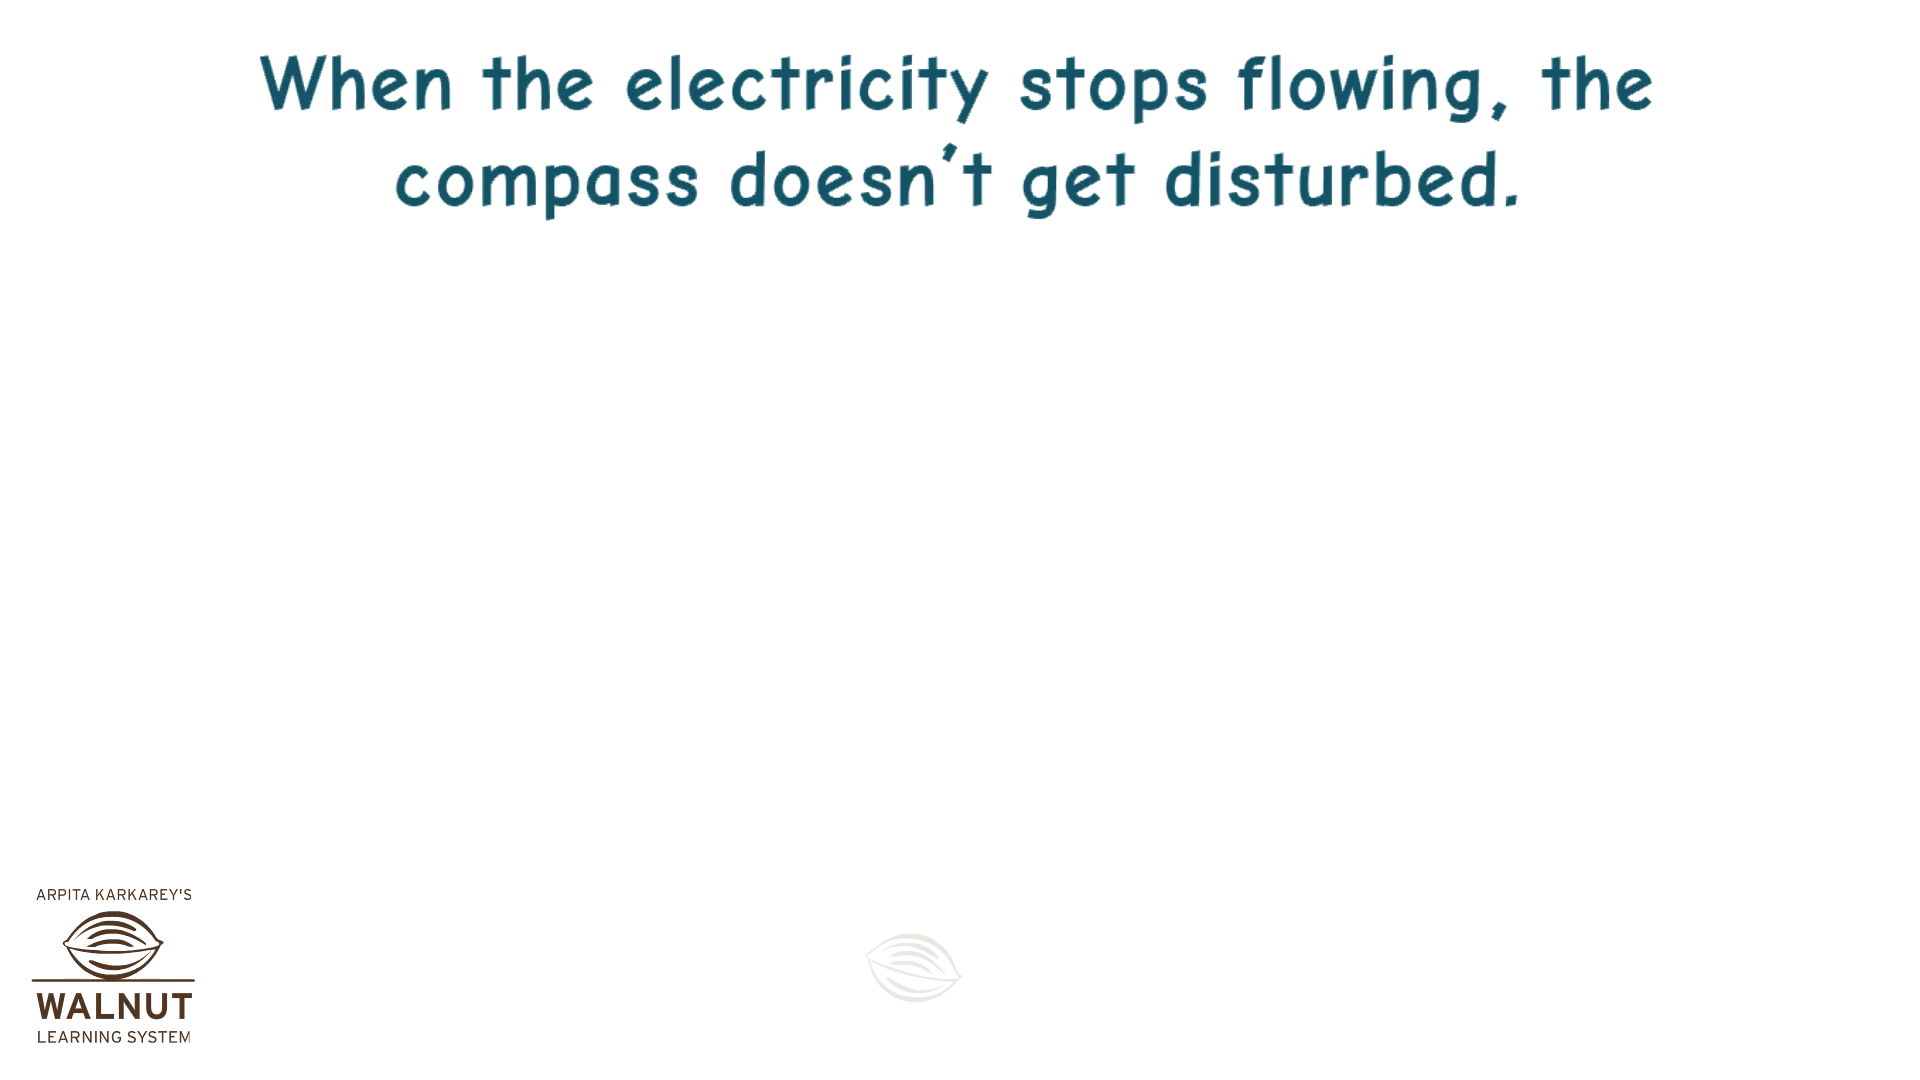 When the electricity stops flowing, the
compass doesn't get disturbed.
ARPITA KARKAREY'S
WALNUT
LEARNING SYSTEM